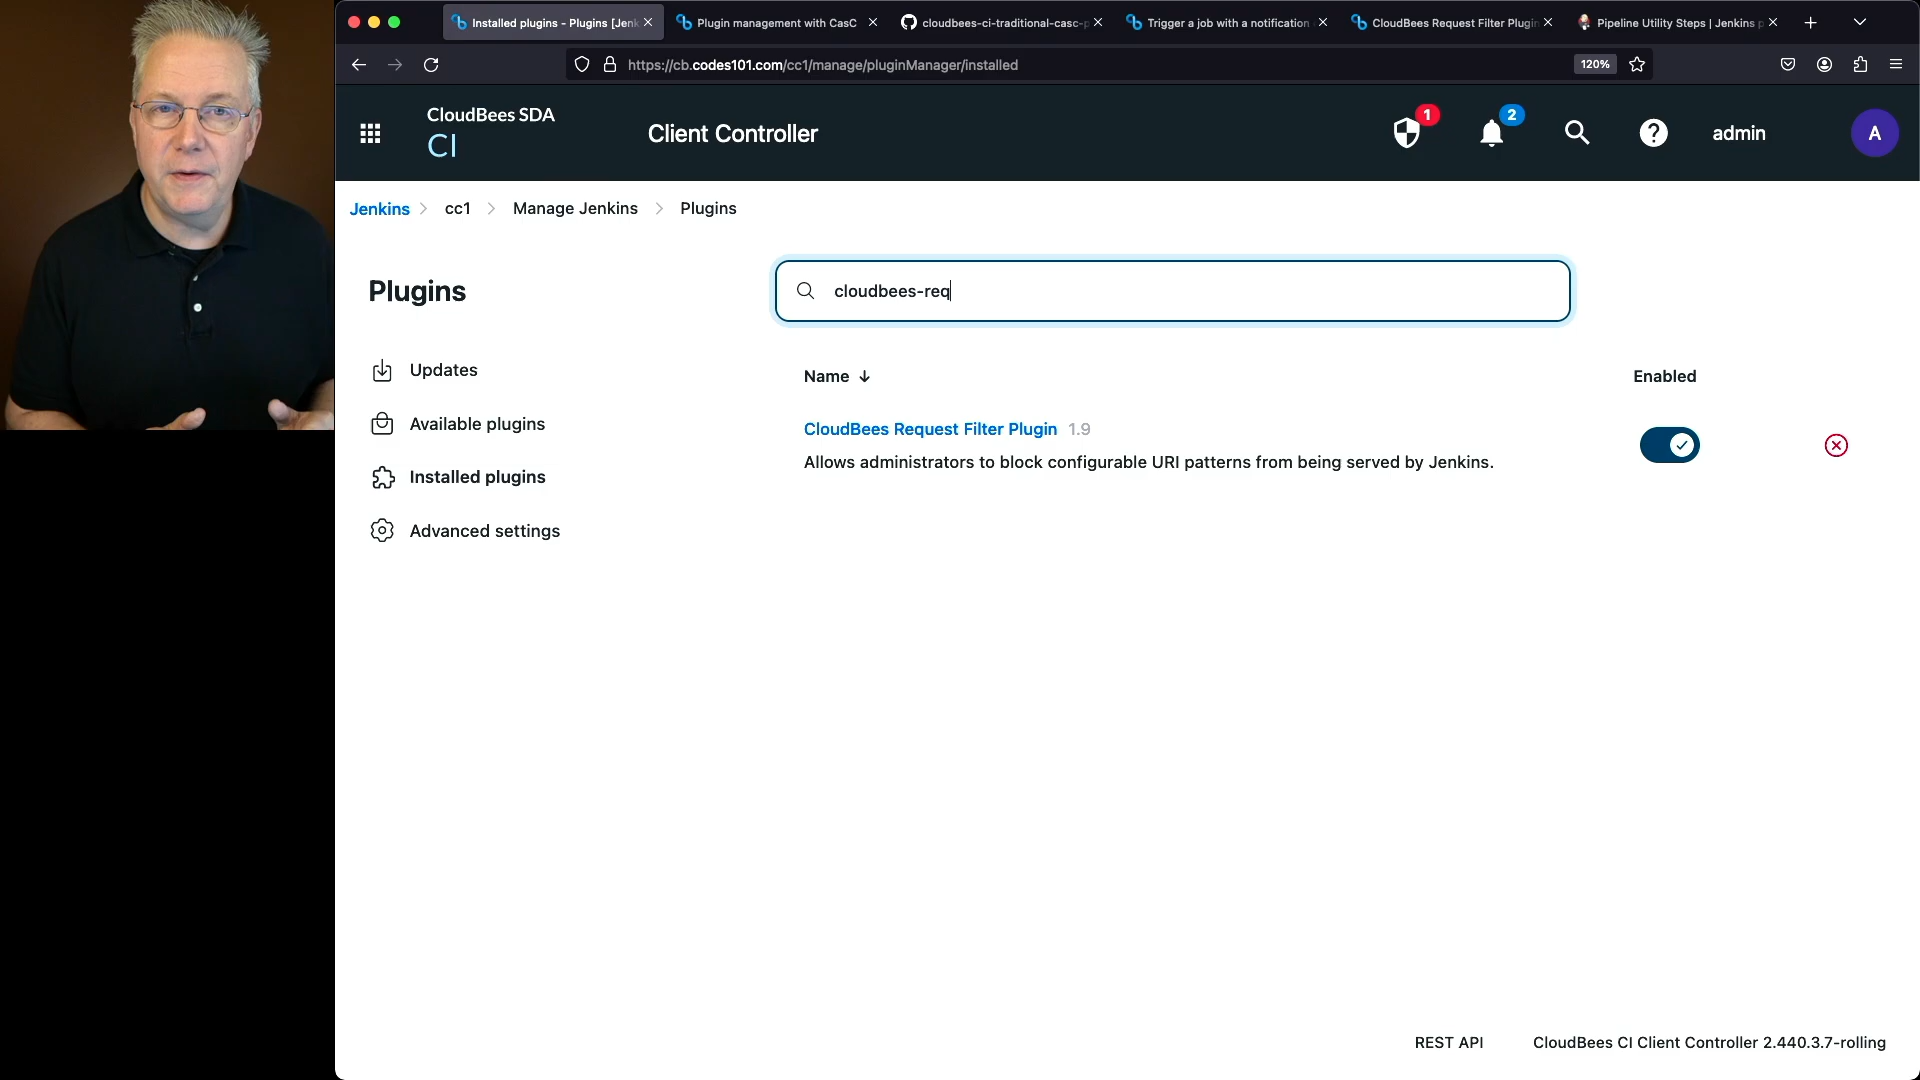 Installed plugins - Plugins [Jenk
Plugin management with CasC
cloudbees-ci-traditional-casc-p
Trigger a job with a notification
CloudBees Request Filter Plugin
Pipeline Utility Steps | Jenkins p
https://cb.codes101.com/cc1/manage/pluginManager/installed
120%
CloudBees SDA
CI
Client Controller
1
2
admin
A
Jenkins
cc1
Manage Jenkins
Plugins
Plugins
cloudbees-req
Updates
Available plugins
Installed plugins
Advanced settings
Name
Enabled
CloudBees Request Filter Plugin 1.9
Allows administrators to block configurable URI patterns from being served by Jenkins.
REST API
CloudBees CI Client Controller 2.440.3.7-rolling